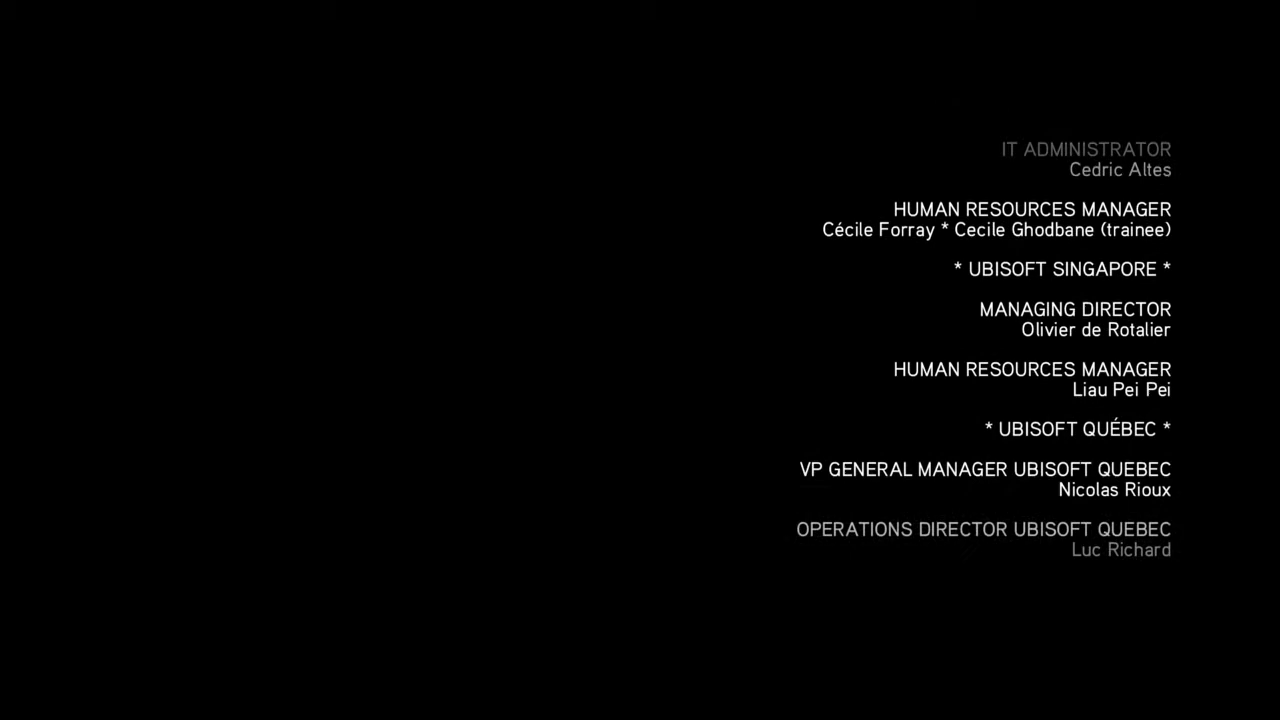 IT ADMINISTRATOR
Cedric Altes
HUMAN RESOURCES MANAGER
Cécile Forray * Cecile Ghodbane (trainee)
* UBISOFT SINGAPORE *
MANAGING DIRECTOR
Olivier de Rotalier
HUMAN RESOURCES MANAGER
Liau Pei Pei
* UBISOFT QUÉBEC *
VP GENERAL MANAGER UBISOFT QUEBEC
Nicolas Rioux
OPERATIONS DIRECTOR UBISOFT QUEBEC
Luc Richard